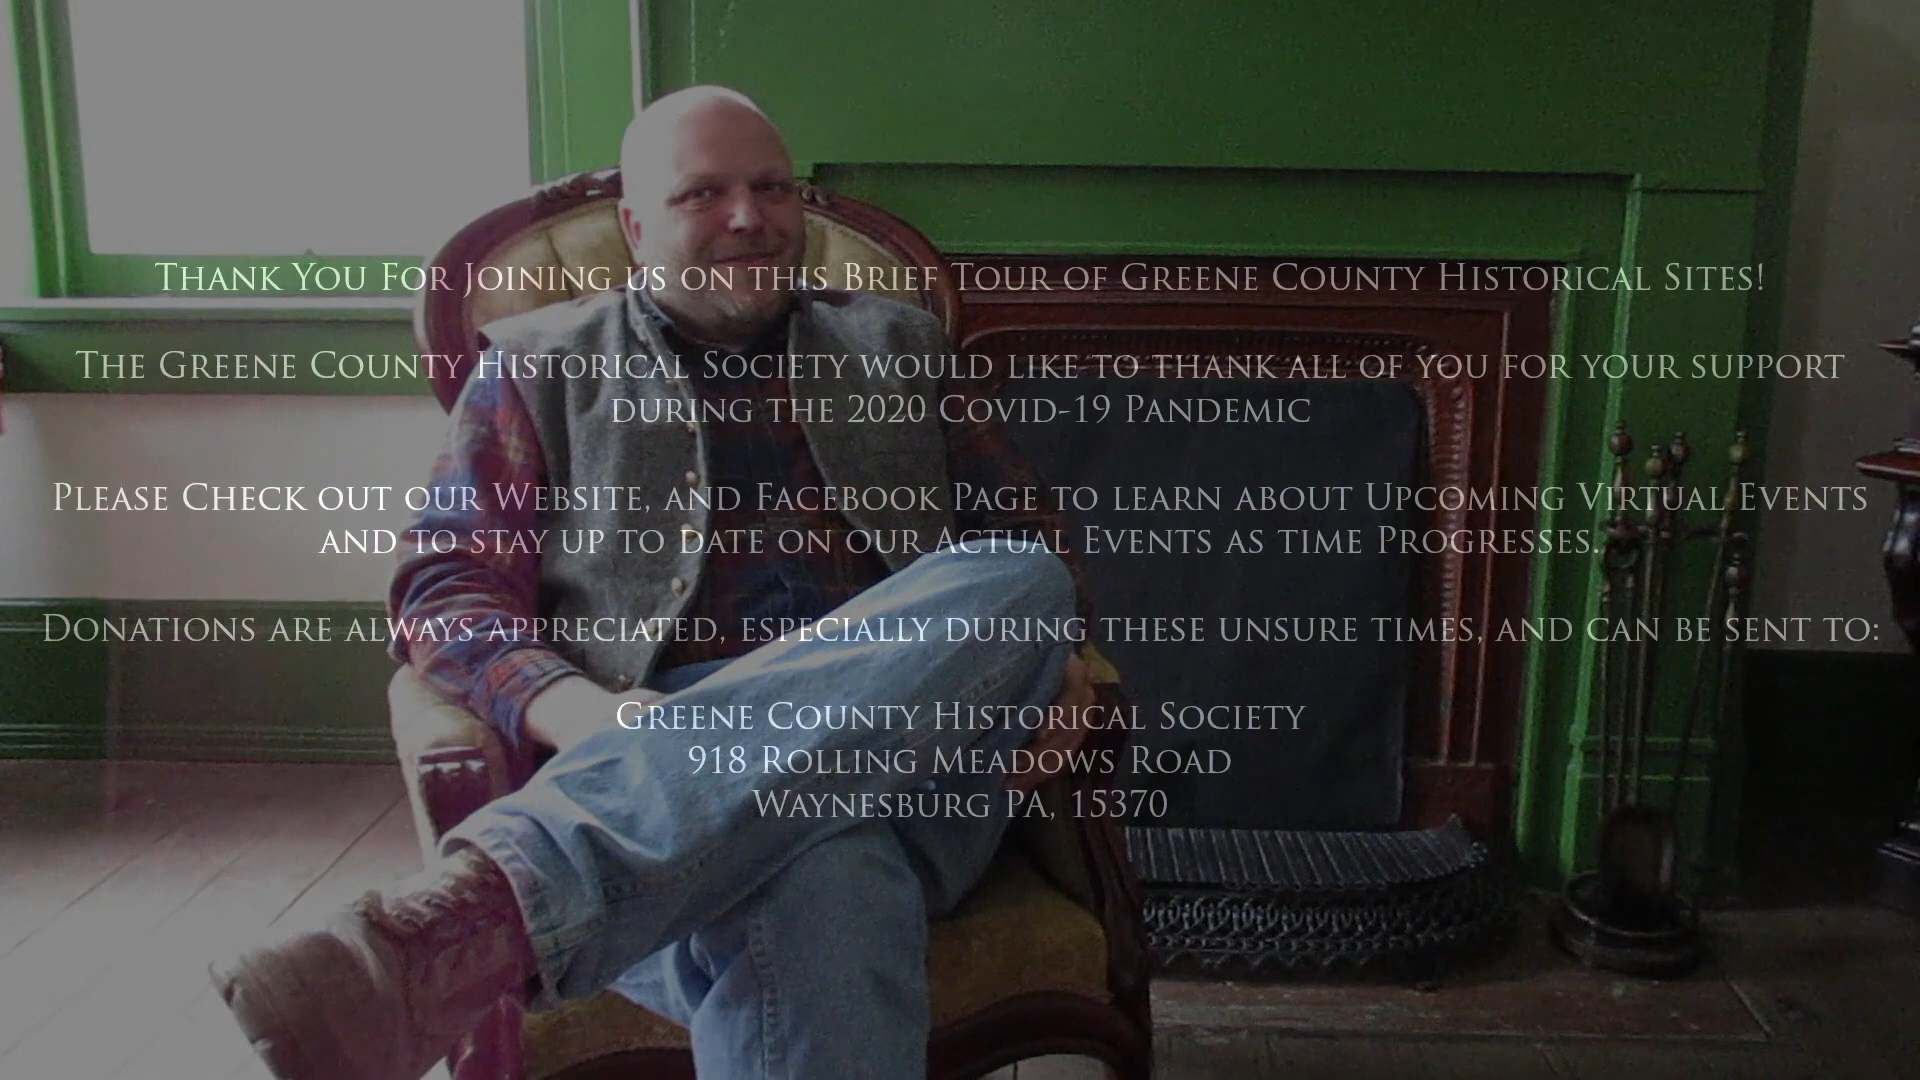 Thank You For Joining us on this Brief Tour of Greene County Historical Sites!
The Greene County Historical Society would like to thank all of you for your support
during the 2020 Covid-19 Pandemic
Please Check out our Website, and Facebook Page to learn about Upcoming Virtual Events
and to stay up to date on our Actual Events as time Progresses.
Donations are always appreciated, especially during these unsure times, and can be sent to:
Greene County Historical Society
918 Rolling Meadows Road
Waynesburg PA, 15370